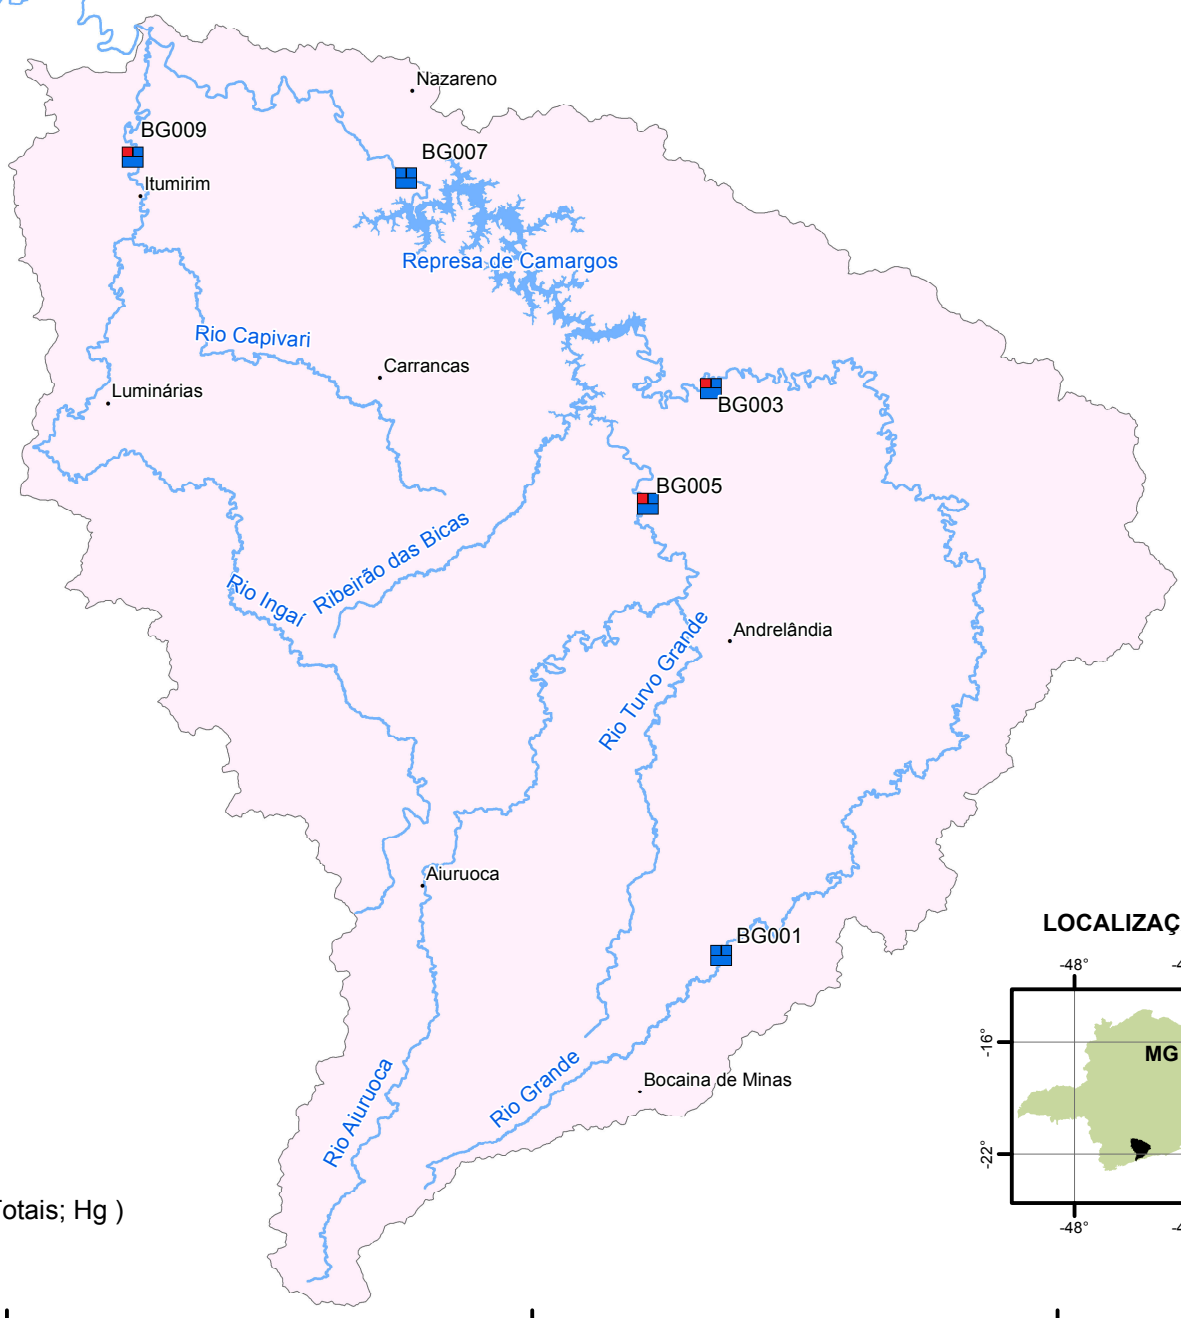 Nazareno
BG009
BG007
Itumirim
Represa de Camargos
Rio Capivari
Carrancas
Luminárias
BG003
BG005
Ribeirão das Bicas
Rio Ingaí
Andrelândia
Rio Turvo Grande
Aiuruoca
BG001
LOCALIZAÇ
-48°
-4
-16°
MG
Rio Grande
Bocaina de Minas
Rio Aiuruoca
-22°
otais; Hg )
-48°
-4